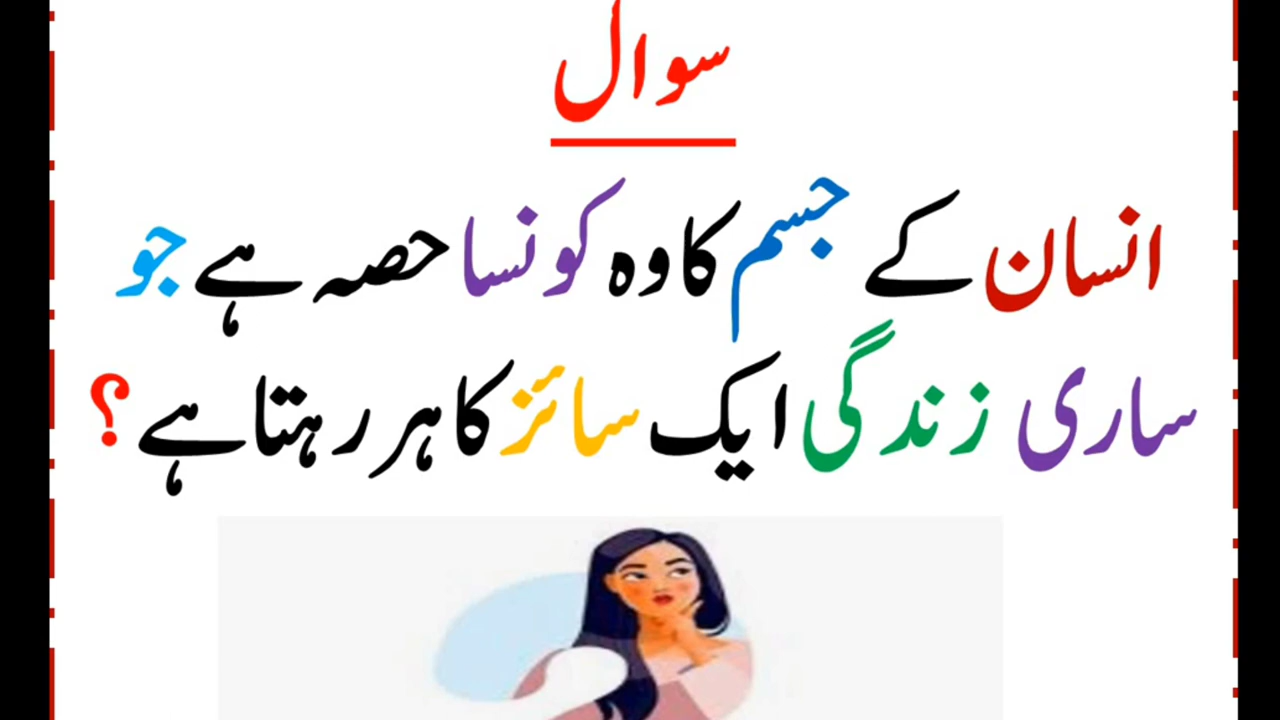 سوال
انسان کے جسم کا وہ کونسا حصہ ہے جو
ساری زندگی ایک سائز کا ہر رہتا ہے ؟